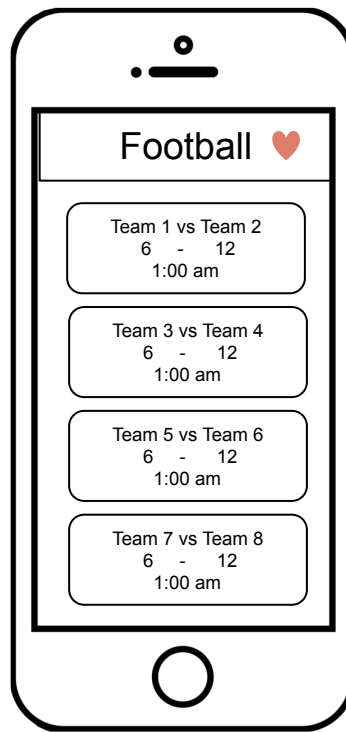 Football
Team 1 vs Team 2
6 - 12
1:00 am
Team 3 vs Team 4
6 - 12
1:00 am
Team 5 vs Team 6
6 - 12
1:00 am
Team 7 vs Team 8
6 - 12
1:00 am